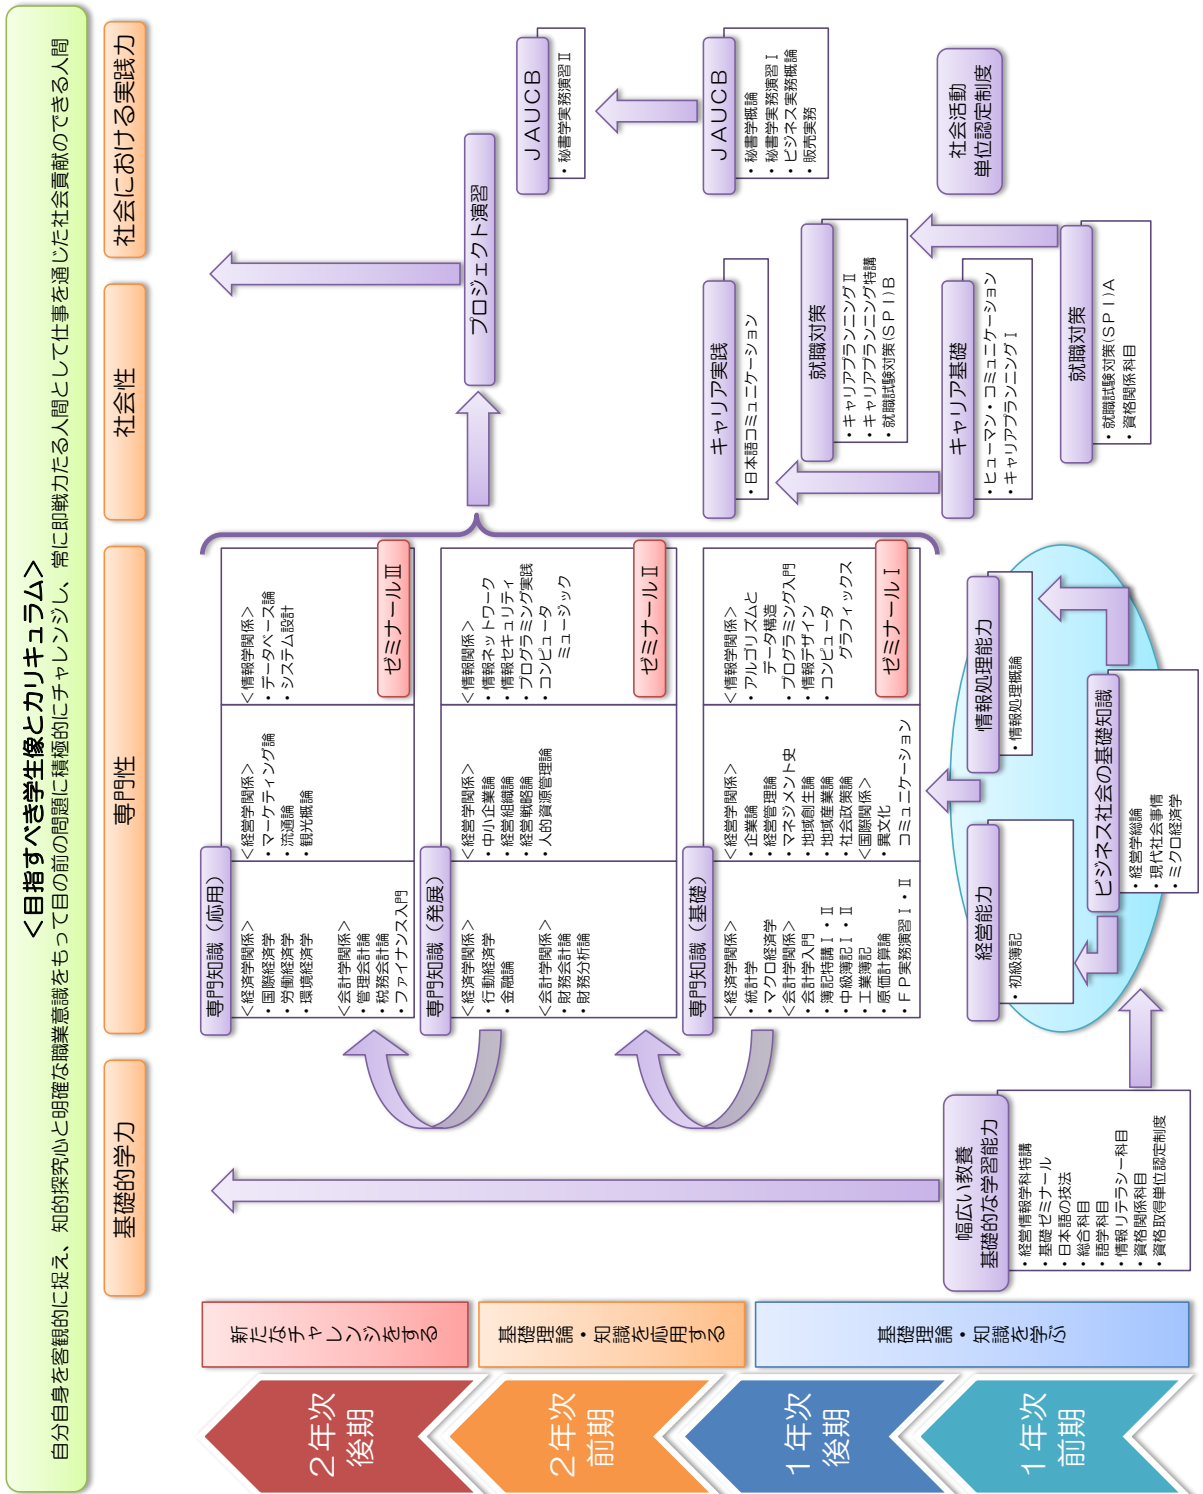 ＜目指すべき学生像とカリキュラム＞
自分自身を客観的に捉え、知的探究心と明確な職業意識をもって目の前の問題に積極的にチャレンジし、常に即戦力たる人間として仕事を通じた社会貢献のできる人間
基礎的学力
専門性
社会性
社会における実践力
２年次
後期
新たなチャレンジをする
専門知識（応用）
＜経済学関係＞
・国際経済学
・労働経済学
・環境経済学
＜会計学関係＞
・管理会計論
・税務会計論
・ファイナンス入門
＜経営学関係＞
・マーケティング論
・流通論
・観光概論
＜情報学関係＞
・データベース論
・システム設計
ゼミナールⅢ
プロジェクト演習
２年次
前期
基礎理論・知識を応用する
専門知識（発展）
＜経済学関係＞
・行動経済学
・金融論
＜会計学関係＞
・財務会計論
・財務分析論
＜経営学関係＞
・中小企業論
・経営組織論
・経営戦略論
・人的資源管理論
＜情報関係＞
・情報ネットワーク
・情報セキュリティ
・プログラミング実践
・コンピュータ
ミュージック
ゼミナールⅡ
ＪＡＵＣＢ
・秘書学実務演習Ⅱ
１年次
後期
基礎理論・知識を学ぶ
専門知識（基礎）
＜経済学関係＞
・統計学
・マクロ経済学
＜会計学関係＞
・会計学入門
・簿記特講Ⅰ・Ⅱ
・中級簿記Ⅰ・Ⅱ
・工業簿記
・原価計算論
・ＦＰ実務演習Ⅰ・Ⅱ
＜経営学関係＞
・企業論
・経営管理論
・マネジメント史
・地域創生論
・地域産業論
・社会政策論
＜国際関係＞
・異文化
コミュニケーション
＜情報学関係＞
・アルゴリズムと
データ構造
・プログラミング入門
・情報デザイン
・コンピュータ
グラフィックス
ゼミナールⅠ
キャリア実践
・日本語コミュニケーション
就職対策
・キャリアプランニングⅡ
・キャリアプランニング特講
・就職試験対策(ＳＰＩ)Ｂ
ＪＡＵＣＢ
・秘書学概論
・秘書学実務演習Ⅰ
・ビジネス実務概論
・販売実務
１年次
前期
幅広い教養
基礎的な学習能力
・経営情報学科特講
・基礎ゼミナール
・日本語の技法
・総合科目
・語学科目
・情報リテラシー科目
・資格関係科目
・資格取得単位認定制度
経営能力
・初級簿記
情報処理能力
・情報処理概論
ビジネス社会の基礎知識
・経営学総論
・現代社会事情
・ミクロ経済学
キャリア基礎
・ヒューマン・コミュニケーション
・キャリアプランニングⅠ
就職対策
・就職試験対策(ＳＰＩ)Ａ
・資格関係科目
社会活動
単位認定制度